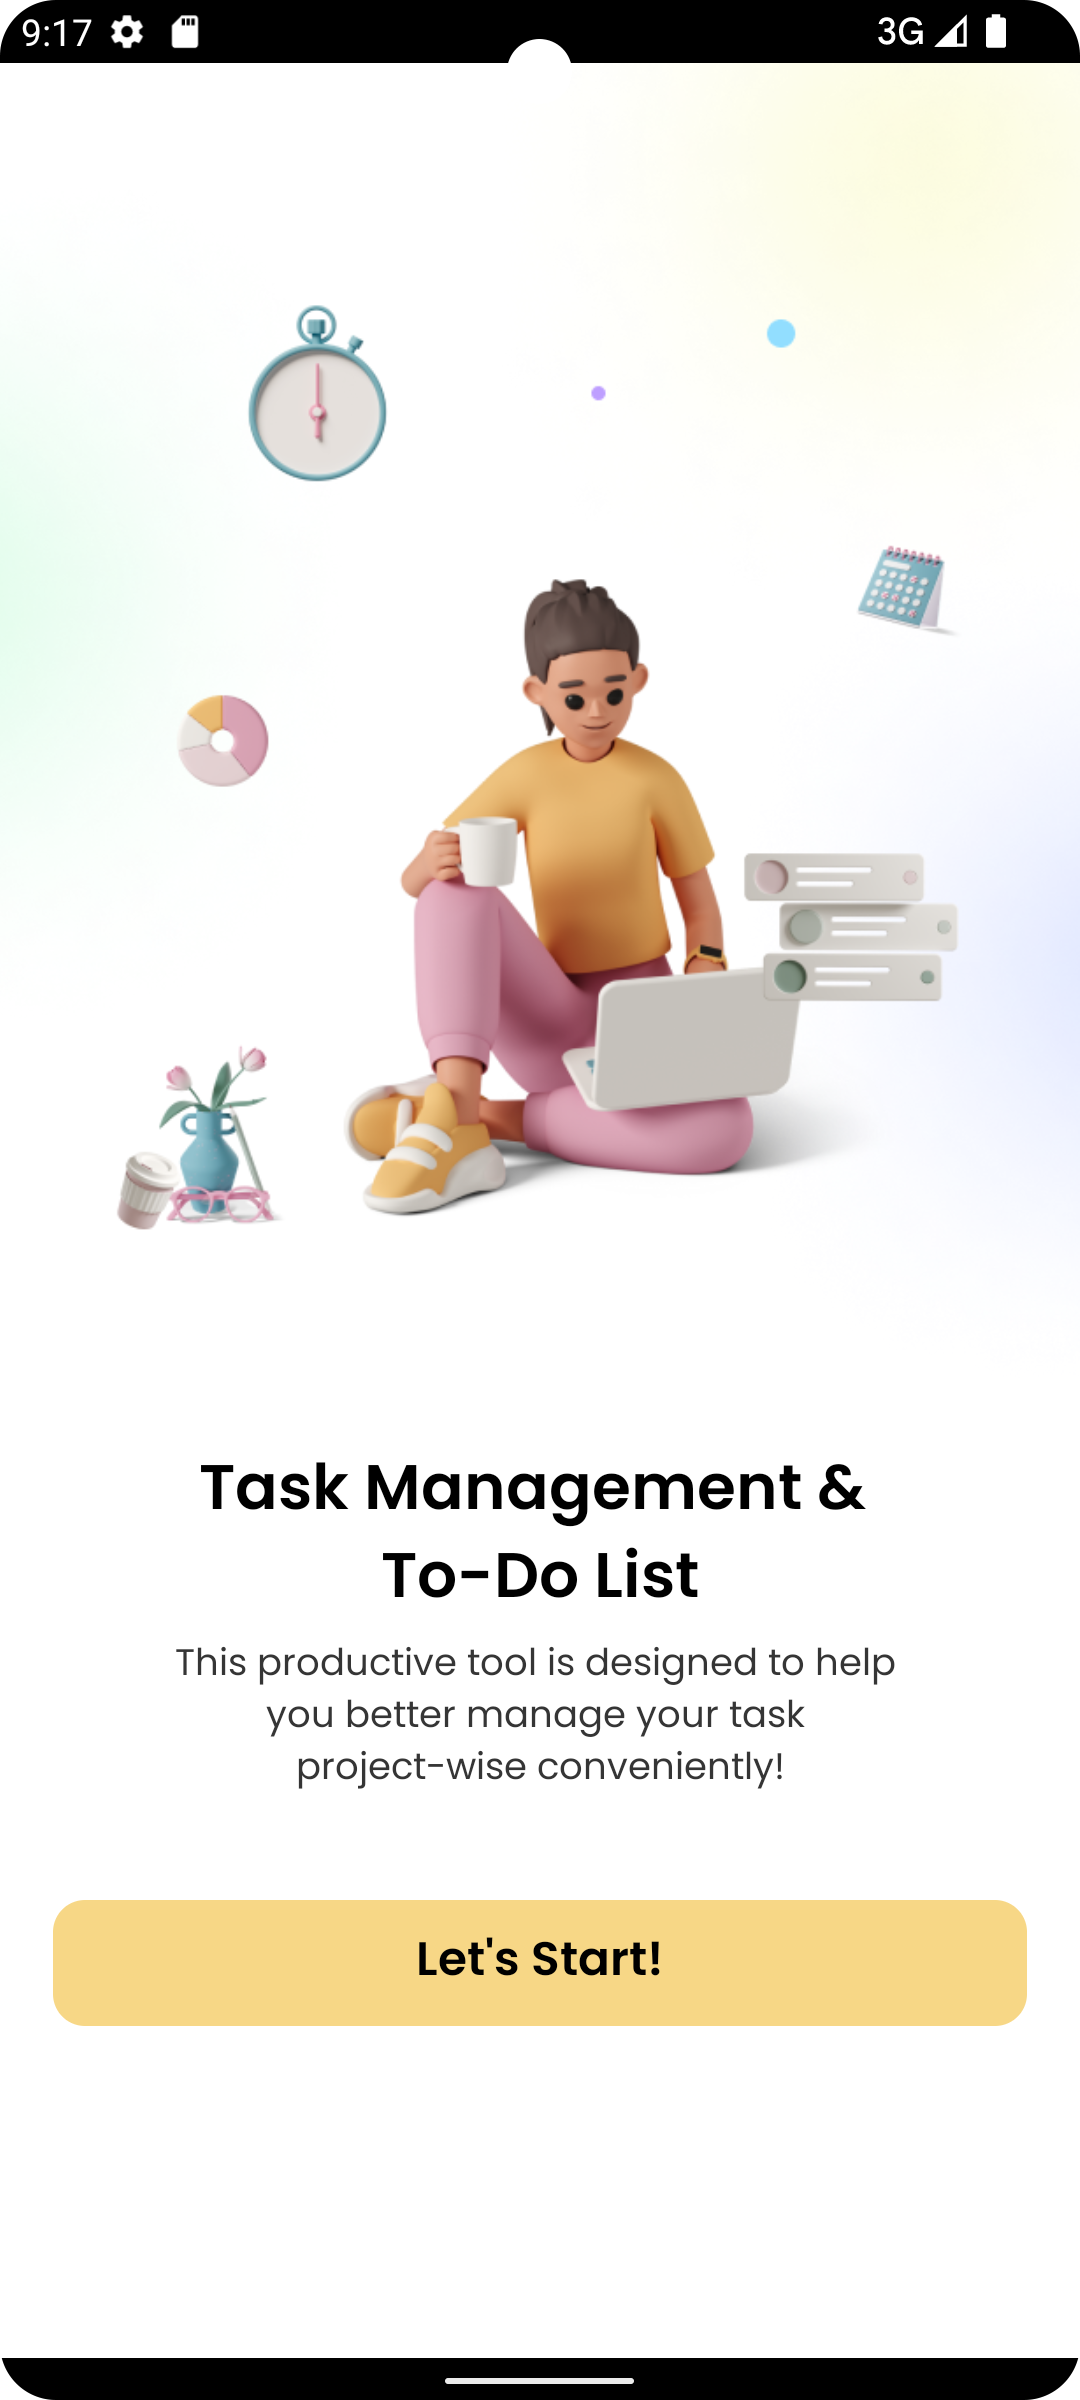 9:17
3G
Task Management &
To-Do List
This productive tool is designed to help
you better manage your task
project-wise conveniently!
Let's Start!